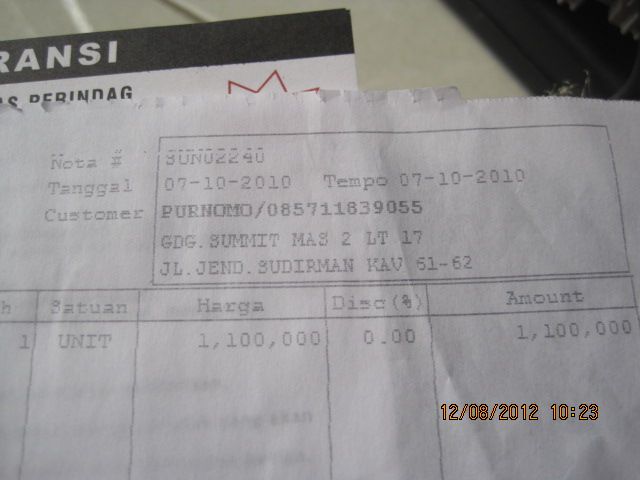 RANSI
PERINDAG
Nota #
Tanggal 07-10-2010 Tempo 07-10-2010
Customer PURNOMO/085711839055
GDG.SUMMIT MAS 2 LT 17
JL.JEND.SUDIRMAN KAV 61-62
h Satuan Harga Disc(%) Amount
1 UNIT 1,100,000 0.00 1,100,000
12/08/2012 10:23